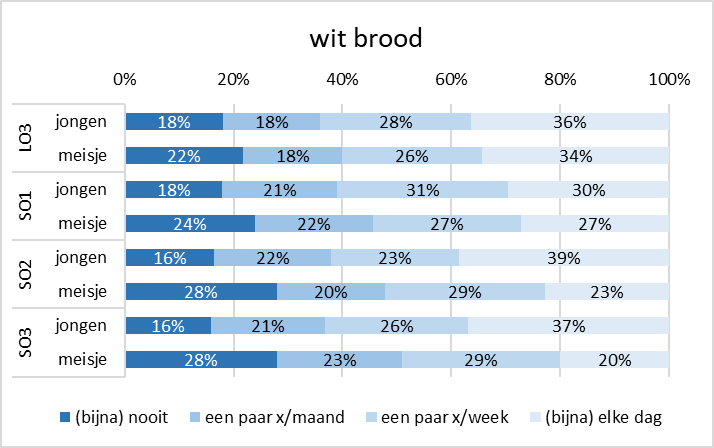 wit brood
0% 20% 40% 60% 80% 100%
LO3
jongen 18% 18% 28% 36%
meisje 22% 18% 26% 34%
SO1
jongen 18% 21% 31% 30%
meisje 24% 22% 27% 27%
SO2
jongen 16% 22% 23% 39%
meisje 28% 20% 29% 23%
SO3
jongen 16% 21% 26% 37%
meisje 28% 23% 29% 20%
(bijna) nooit een paar x/maand een paar x/week (bijna) elke dag